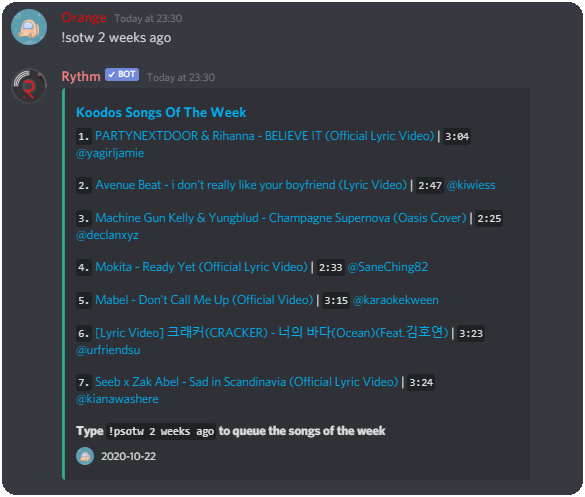 Orange Today at 23:30
!sotw 2 weeks ago
Rythm ✔ BOT Today at 23:30
Koodos Songs Of The Week
1. PARTYNEXTDOOR & Rihanna - BELIEVE IT (Official Lyric Video) | 3:04
@yagirljamie
2. Avenue Beat - i don't really like your boyfriend (Lyric Video) | 2:47 @kiwiess
3. Machine Gun Kelly & Yungblud - Champagne Supernova (Oasis Cover) | 2:25
@declanxyz
4. Mokita - Ready Yet (Official Lyric Video) | 2:33 @SaneChing82
5. Mabel - Don't Call Me Up (Official Video) | 3:15 @karaokekween
6. [Lyric Video] 크래커(CRACKER) - 너의 바다(Ocean)(Feat.김호연) | 3:23
@urfriendsu
7. Seeb x Zak Abel - Sad in Scandinavia (Official Lyric Video) | 3:24
@kianawashere
Type !psotw 2 weeks ago to queue the songs of the week
2020-10-22